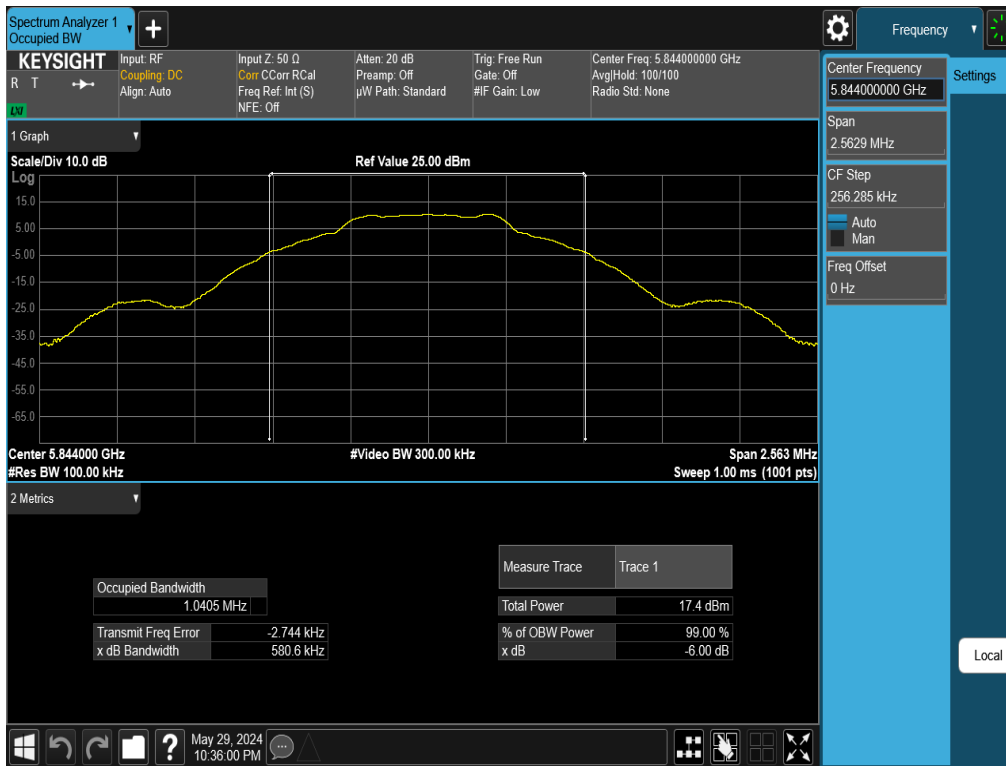 Spectrum Analyzer 1
Occupied BW
Frequency
KEYSIGHT
R T
LXI
Input: RF
Coupling: DC
Align: Auto
Input Z: 50 Ω
Corr CCorr RCal
Freq Ref: Int (S)
NFE: Off
Atten: 20 dB
Preamp: Off
µW Path: Standard
Trig: Free Run
Gate: Off
#IF Gain: Low
Center Freq: 5.844000000 GHz
Avg|Hold: 100/100
Radio Std: None
Center Frequency
5.844000000 GHz
Settings
Span
2.5629 MHz
CF Step
256.285 kHz
Auto
Man
Freq Offset
0 Hz
Local
1 Graph
Scale/Div 10.0 dB
Ref Value 25.00 dBm
Log
15.0
5.00
-5.00
-15.0
-25.0
-35.0
-45.0
-55.0
-65.0
Center 5.844000 GHz
#Video BW 300.00 kHz
Span 2.563 MHz
#Res BW 100.00 kHz
Sweep 1.00 ms (1001 pts)
2 Metrics
Measure Trace
Trace 1
Occupied Bandwidth
1.0405 MHz
Total Power
17.4 dBm
Transmit Freq Error
-2.744 kHz
% of OBW Power
99.00 %
x dB Bandwidth
580.6 kHz
x dB
-6.00 dB
?
May 29, 2024
10:36:00 PM